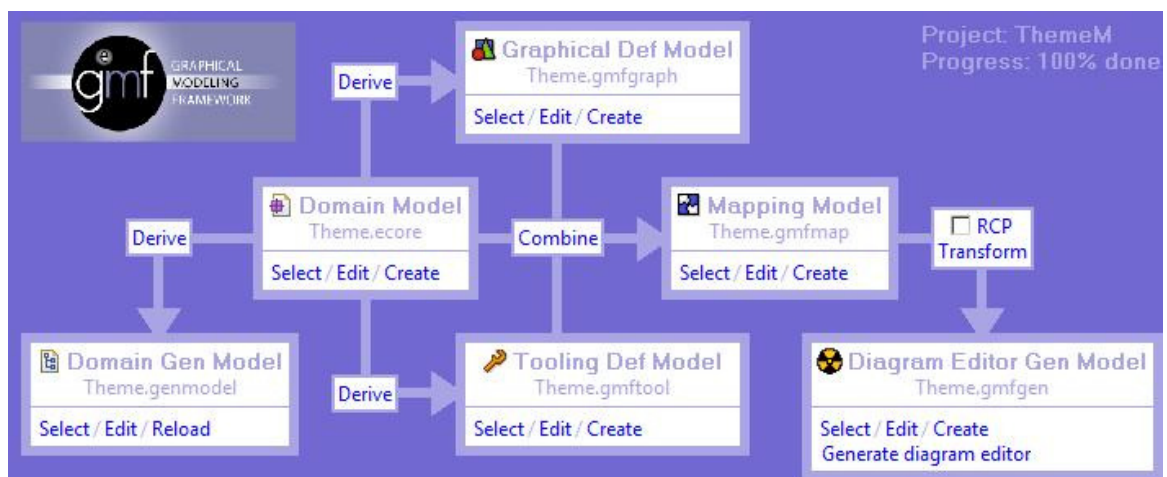 gmf
e
GRAPHICAL
MODELING
FRAMEWORK
Project: ThemeM
Progress: 100% done
Graphical Def Model
Theme.gmfgraph
Select / Edit / Create
Derive
Domain Model
Theme.ecore
Select / Edit / Create
Derive
Combine
Mapping Model
Theme.gmfmap
Select / Edit / Create
RCP
Transform
Domain Gen Model
Theme.genmodel
Select / Edit / Reload
Derive
Tooling Def Model
Theme.gmftool
Select / Edit / Create
Diagram Editor Gen Model
Theme.gmfgen
Select / Edit / Create
Generate diagram editor